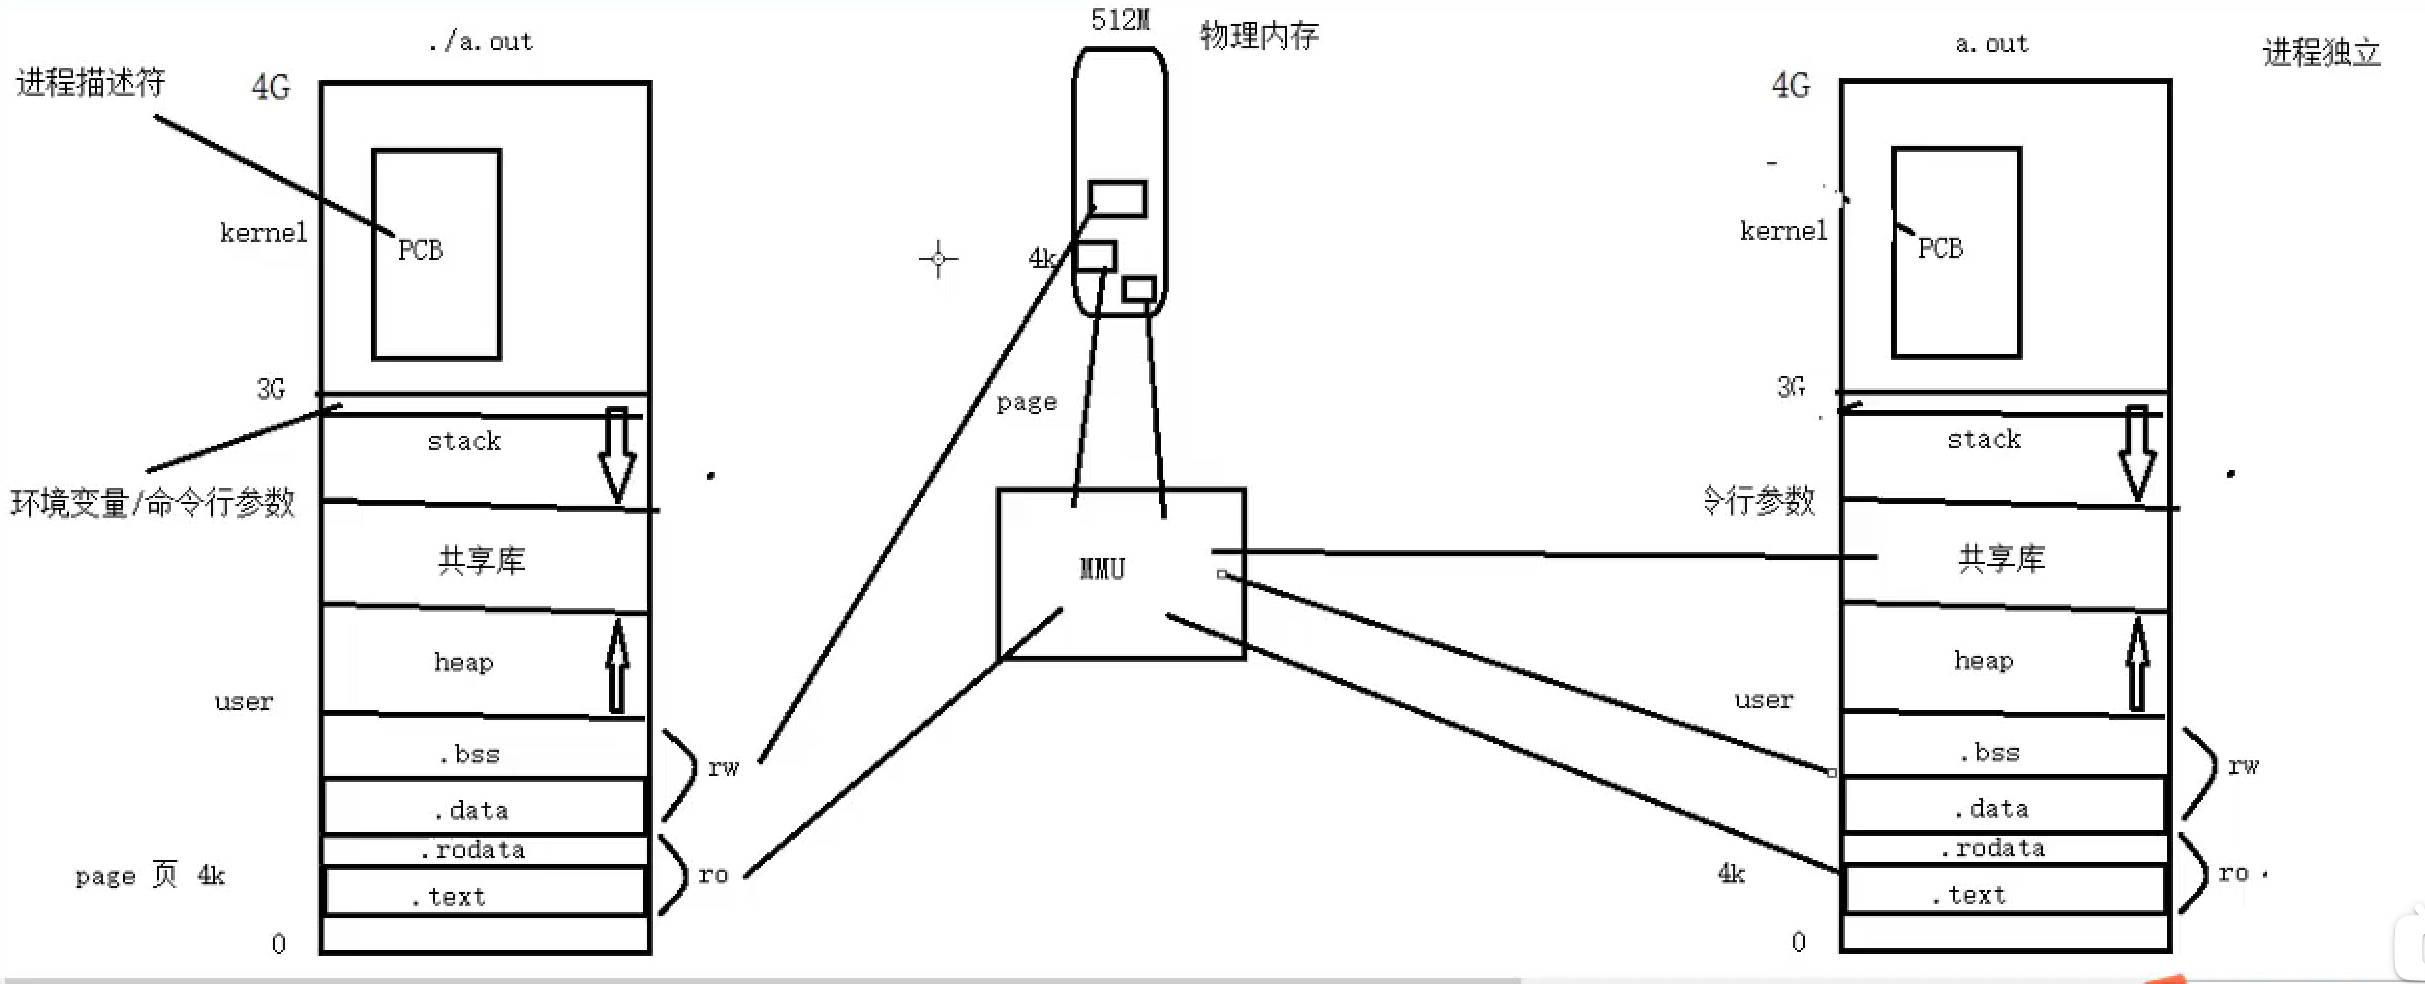 ./a.out
进程描述符
4G
kernel
PCB
3G
stack
环境变量/命令行参数
共享库
heap
user
.bss
rw
.data
.rodata
page 页 4k
ro
.text
0
512M
物理内存
4k
page
MMU
a.out
进程独立
4G
kernel
PCB
3G
stack
令行参数
共享库
heap
user
.bss
rw
.data
.rodata
4k
ro
.text
0